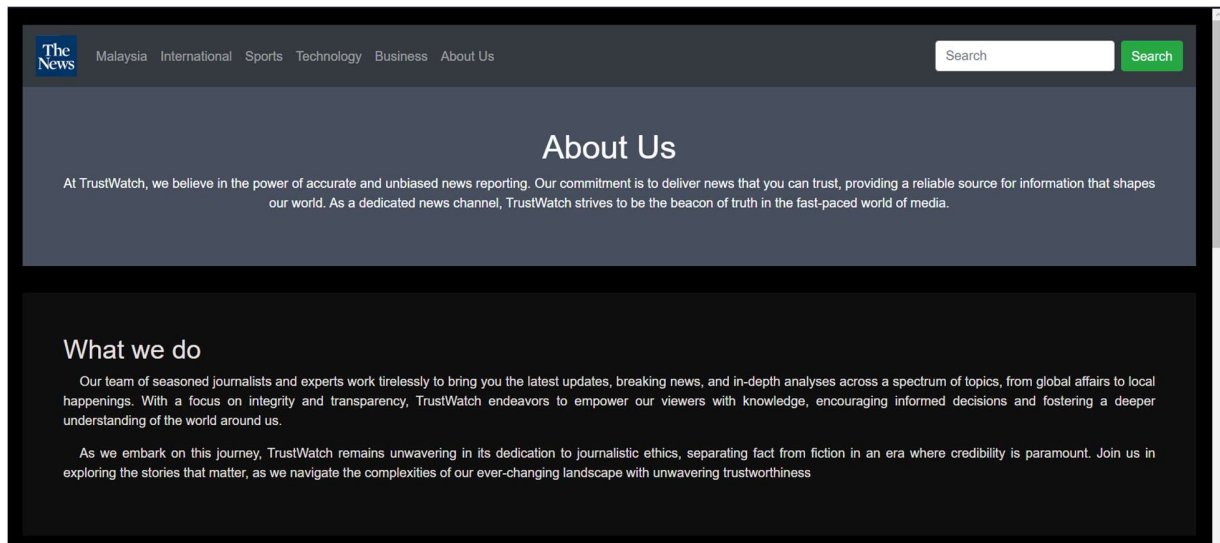 The
News
Malaysia International Sports Technology Business About Us
Search
Search
About Us
At TrustWatch, we believe in the power of accurate and unbiased news reporting. Our commitment is to deliver news that you can trust, providing a reliable source for information that shapes
our world. As a dedicated news channel, TrustWatch strives to be the beacon of truth in the fast-paced world of media.
What we do
Our team of seasoned journalists and experts work tirelessly to bring you the latest updates, breaking news, and in-depth analyses across a spectrum of topics, from global affairs to local
happenings. With a focus on integrity and transparency, TrustWatch endeavors to empower our viewers with knowledge, encouraging informed decisions and fostering a deeper
understanding of the world around us.
As we embark on this journey, TrustWatch remains unwavering in its dedication to journalistic ethics, separating fact from fiction in an era where credibility is paramount. Join us in
exploring the stories that matter, as we navigate the complexities of our ever-changing landscape with unwavering trustworthiness